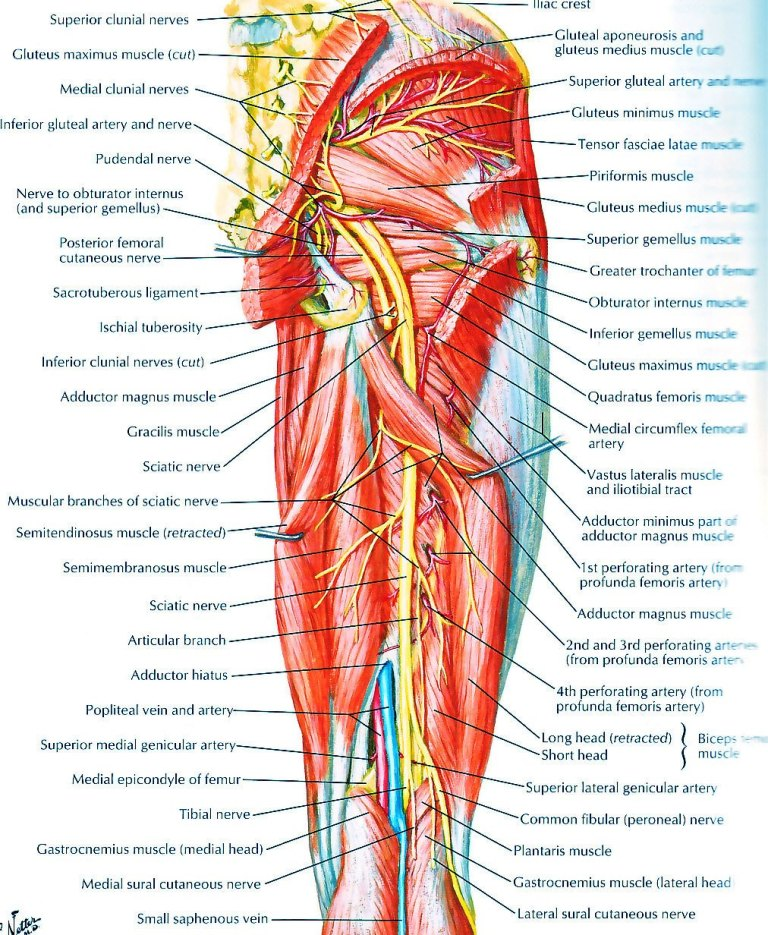 Superior clunial nerves
Gluteus maximus muscle (cut)
Medial clunial nerves
Inferior gluteal artery and nerve
Pudendal nerve
Nerve to obturator internus
(and superior gemellus)
Posterior femoral
cutaneous nerve
Sacrotuberous ligament
Ischial tuberosity
Inferior clunial nerves (cut)
Adductor magnus muscle
Gracilis muscle
Sciatic nerve
Muscular branches of sciatic nerve
Semitendinosus muscle (retracted)
Semimembranosus muscle
Sciatic nerve
Articular branch
Adductor hiatus
Popliteal vein and artery
Superior medial genicular artery
Medial epicondyle of femur
Tibial nerve
Gastrocnemius muscle (medial head)
Medial sural cutaneous nerve
Small saphenous vein
Iliac crest
Gluteal aponeurosis and
gluteus medius muscle (cut)
Superior gluteal artery and nerve
Gluteus minimus muscle
Tensor fasciae latae muscle
Piriformis muscle
Gluteus medius muscle (cut)
Superior gemellus muscle
Greater trochanter of femur
Obturator internus muscle
Inferior gemellus muscle
Gluteus maximus muscle (cut)
Quadratus femoris muscle
Medial circumflex femoral
artery
Vastus lateralis muscle
and iliotibial tract
Adductor minimus part of
adductor magnus muscle
1st perforating artery (from
profunda femoris artery)
Adductor magnus muscle
2nd and 3rd perforating arteries
(from profunda femoris artery)
4th perforating artery (from
profunda femoris artery)
Long head (retracted)
Short head
Biceps
muscle
Superior lateral genicular artery
Common fibular (peroneal) nerve
Plantaris muscle
Gastrocnemius muscle (lateral head
Lateral sural cutaneous nerve
Netter
M.D.